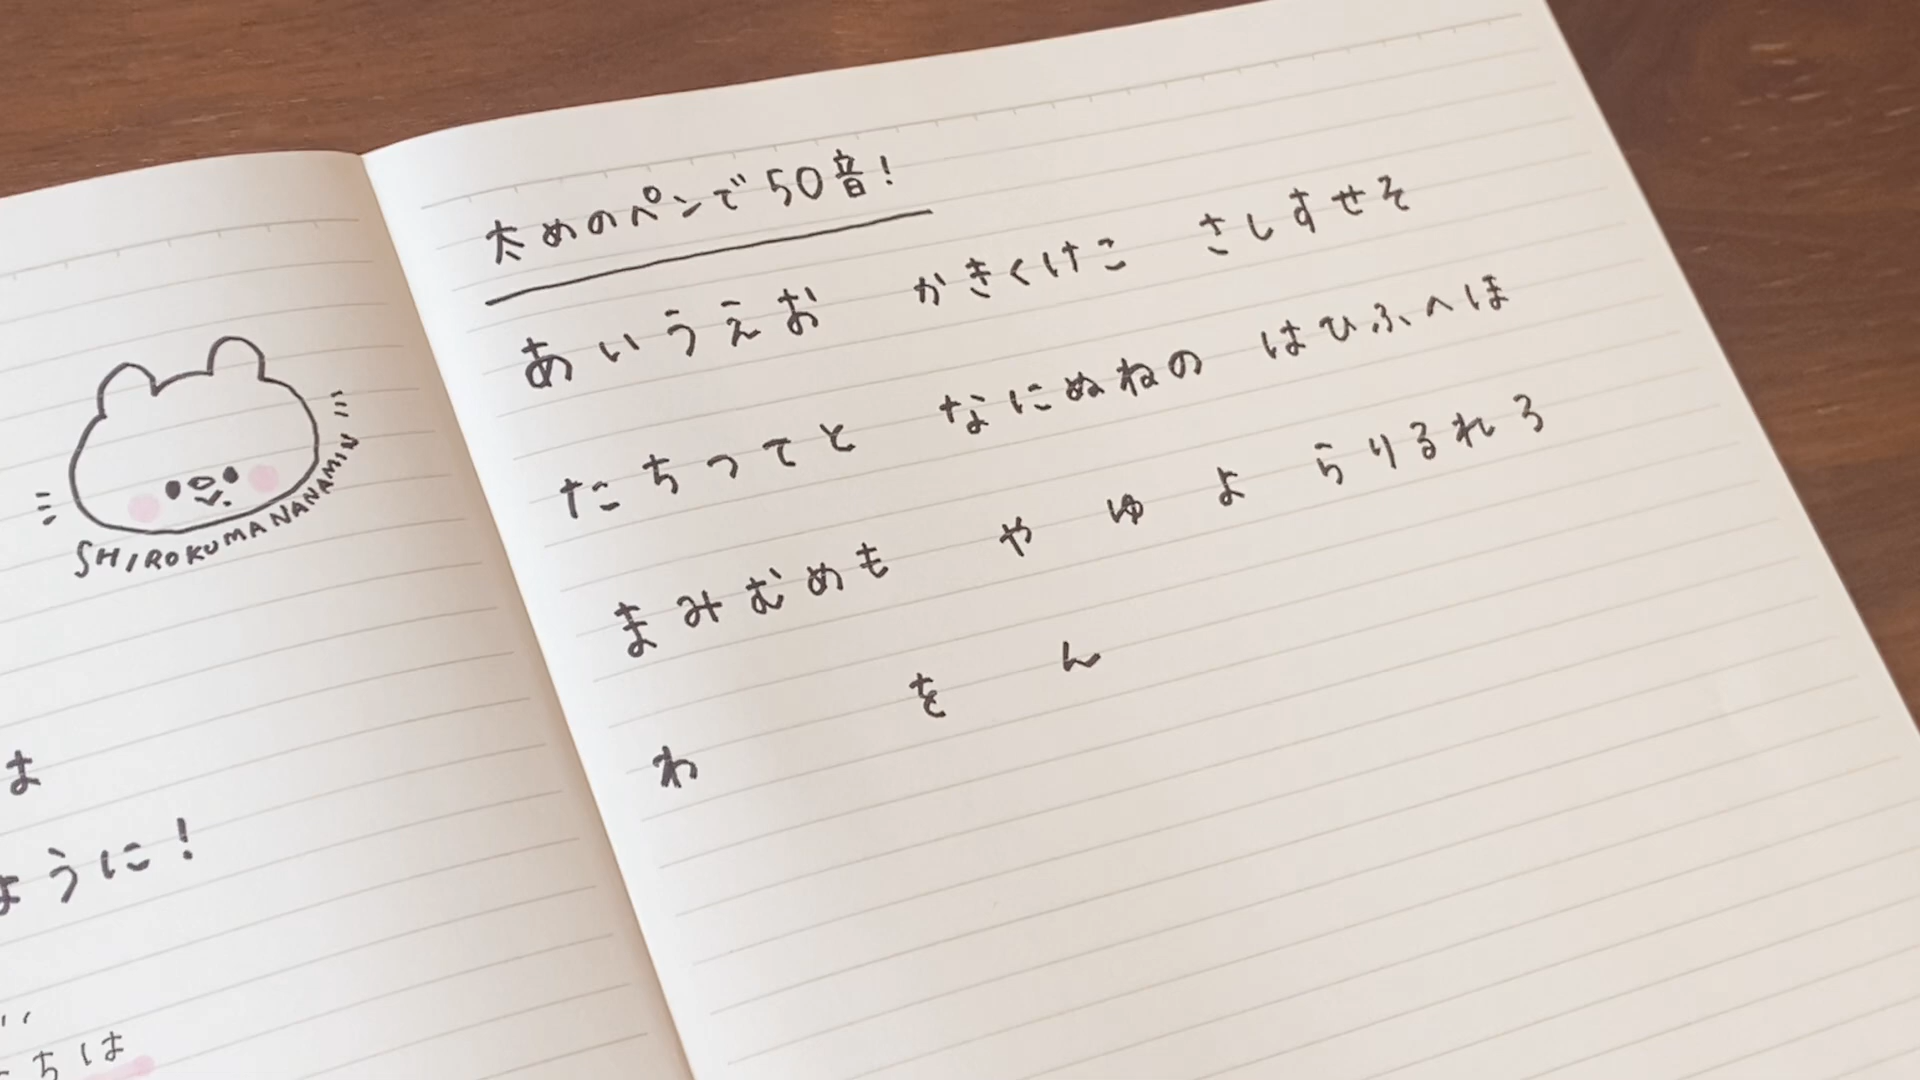 SHIROKUMANANAMIN
ように!
ちは
太めのペンで50音!
あいうえお かきくけこ さしすせそ
たちつてと なにぬねの はひふへほ
まみむめも や ゆ よ らりるれろ
わ を ん